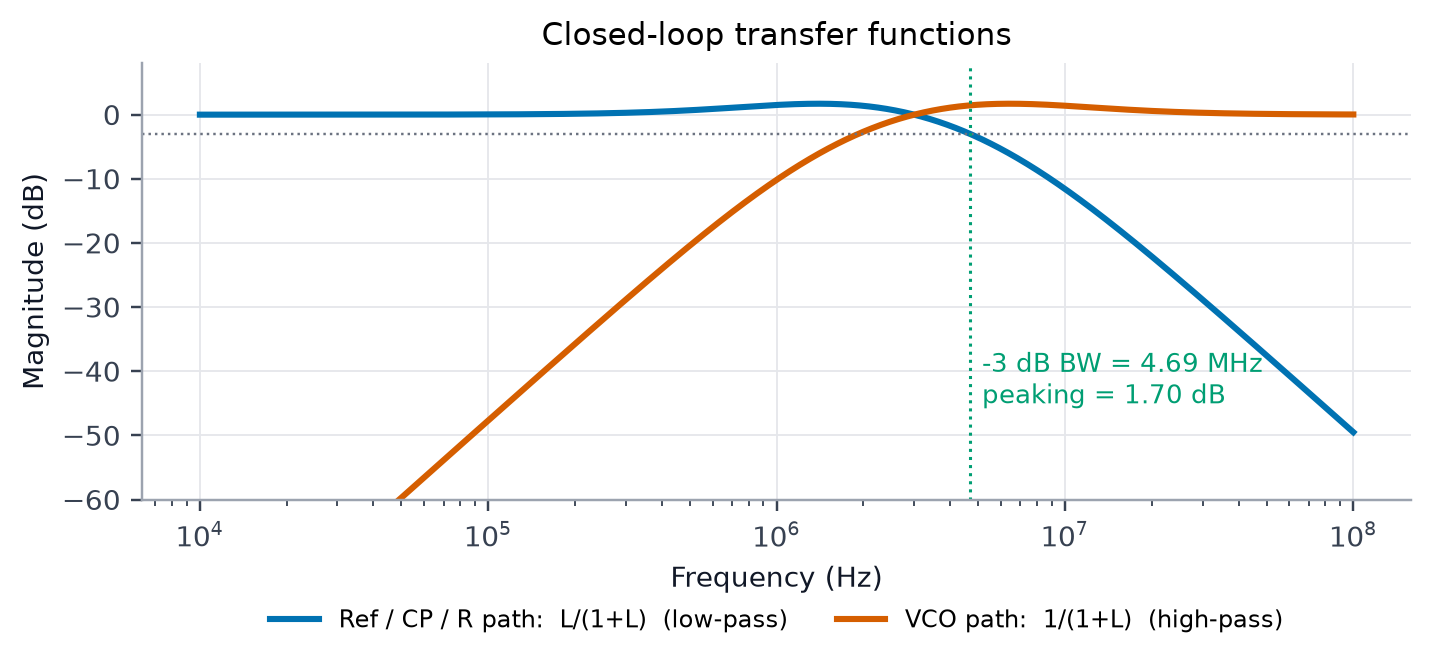 Closed-loop transfer functions
Magnitude (dB)
0
−10
−20
−30
−40
−50
−60
-3 dB BW = 4.69 MHz
peaking = 1.70 dB
10⁴ 10⁵ 10⁶ 10⁷ 10⁸
Frequency (Hz)
Ref / CP / R path:  L/(1+L)  (low-pass) VCO path:  1/(1+L)  (high-pass)